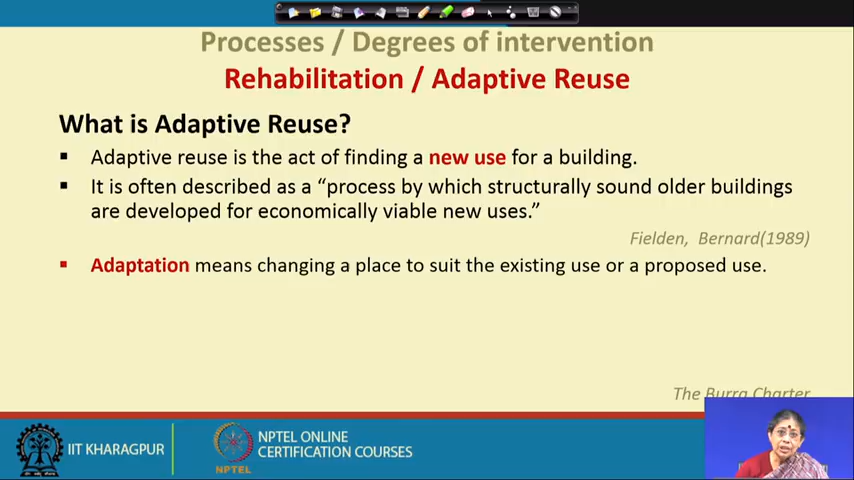 Processes / Degrees of intervention
Rehabilitation / Adaptive Reuse
What is Adaptive Reuse?
▪ Adaptive reuse is the act of finding a new use for a building.
▪ It is often described as a “process by which structurally sound older buildings
are developed for economically viable new uses.”
Fielden, Bernard(1989)
▪ Adaptation means changing a place to suit the existing use or a proposed use.
The Burra Charter
IIT KHARAGPUR
NPTEL
NPTEL ONLINE
CERTIFICATION COURSES